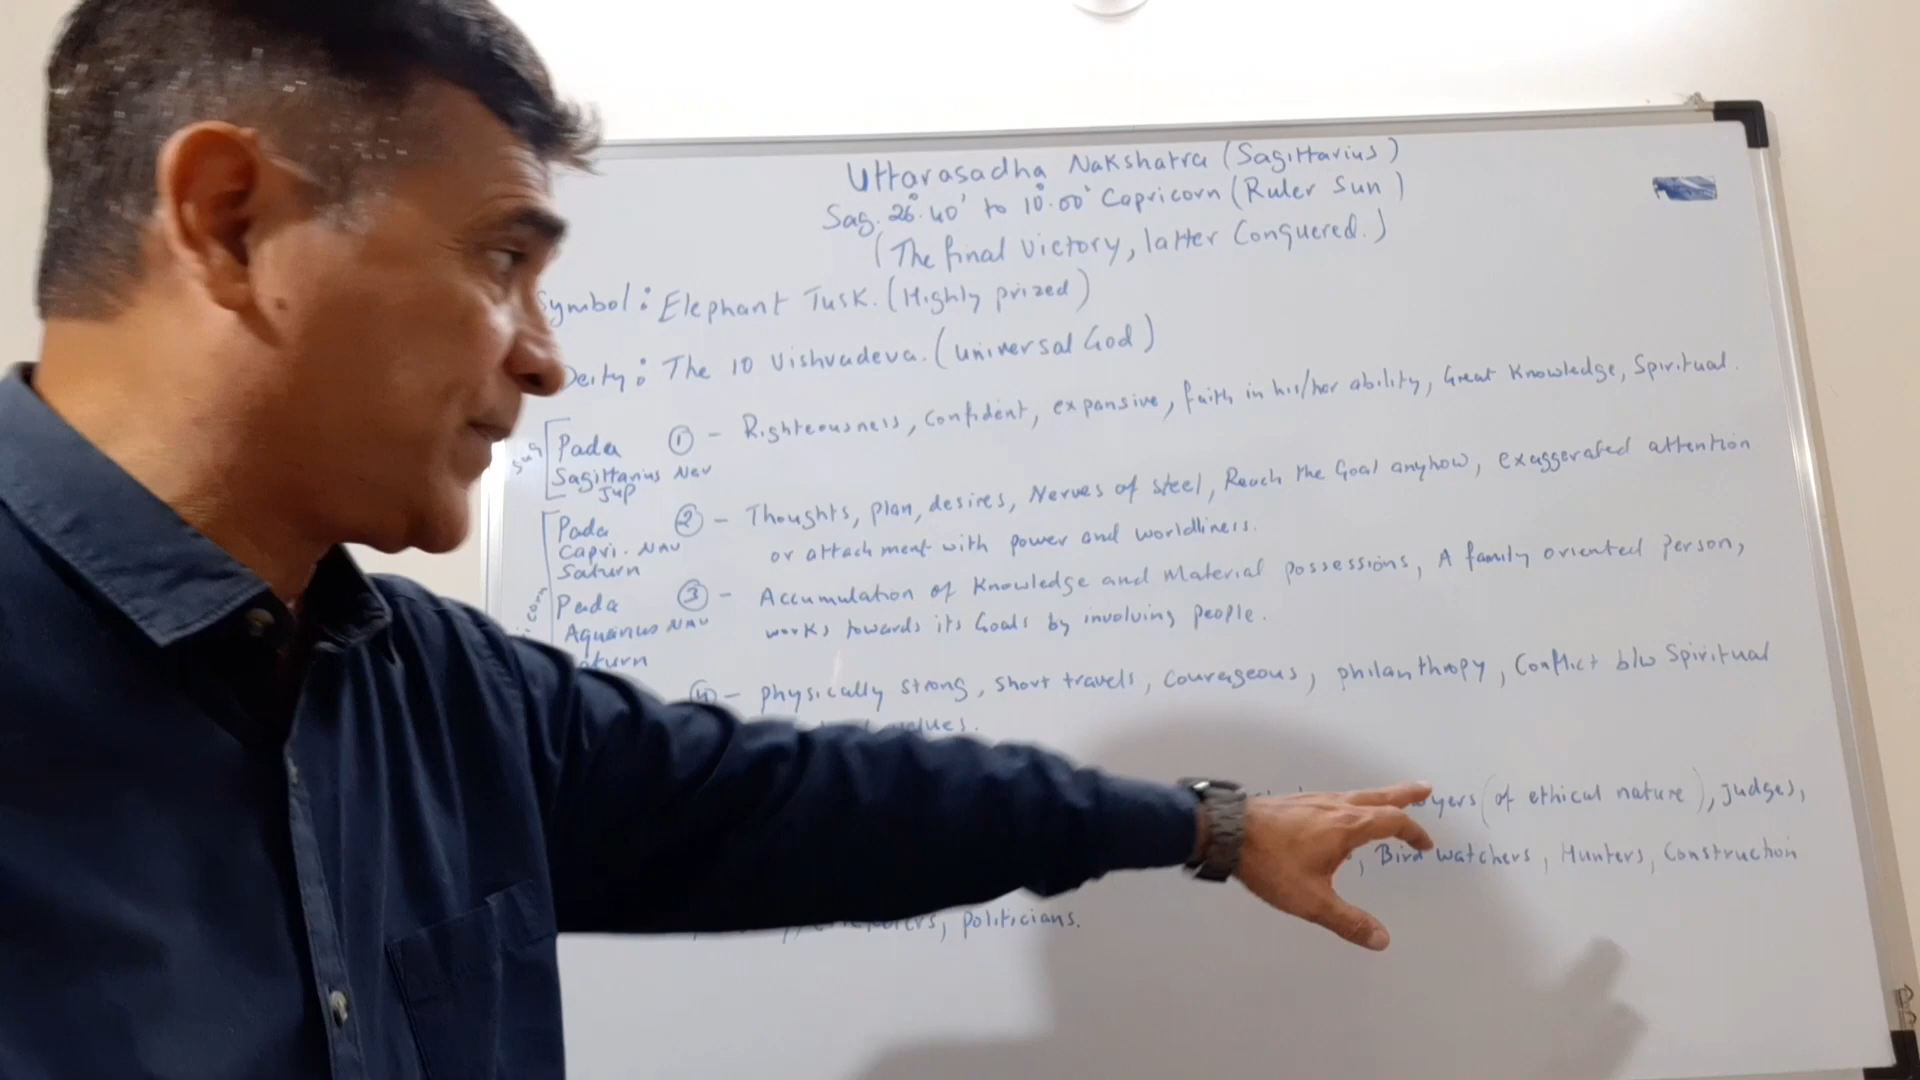 Uttarasadha Nakshatra (Sagittarius)
Sag. 26°.40' to 10°.00' Capricorn (Ruler Sun)
(The final victory, latter Conquered.)
Symbol: Elephant Tusk. (Highly prized)
Deity: The 10 Vishvadeva. (Universal God)
Sag Pada ① - Righteousness, confident, expansive, faith in his/her ability, Great Knowledge, Spiritual.
Sagittarius Nav
Jup
Pada ② - Thoughts, plan, desires, Nerves of steel, Reach the Goal anyhow, exaggerated attention
Capri. NAV or attachment with power and worldliness.
Saturn
Pada ③ - Accumulation of Knowledge and Material possessions, A family oriented person,
Aquarius NAV works towards its Goals by involving people.
④ - physically strong, short travels, courageous, philanthropy, Conflict b/w Spiritual
values.
(of ethical nature), judges,
, Bird watchers, Hunters, Construction
politicians.